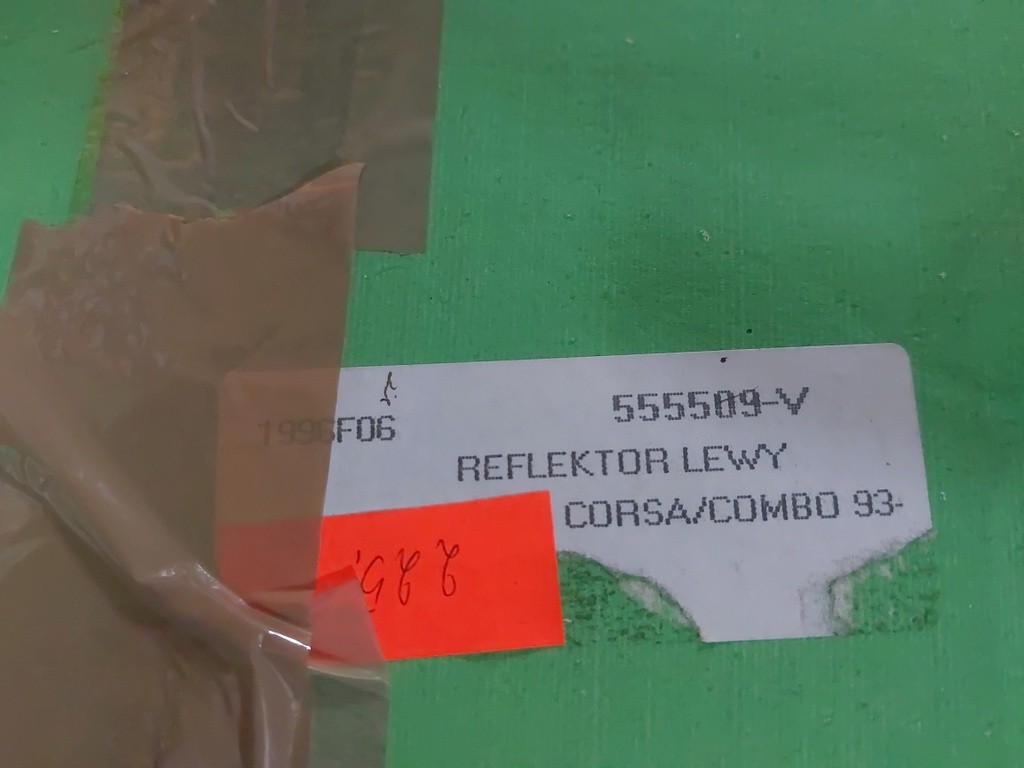 555509-V
1996F06
REFLEKTOR LEWY
CORSA/COMBO 93-